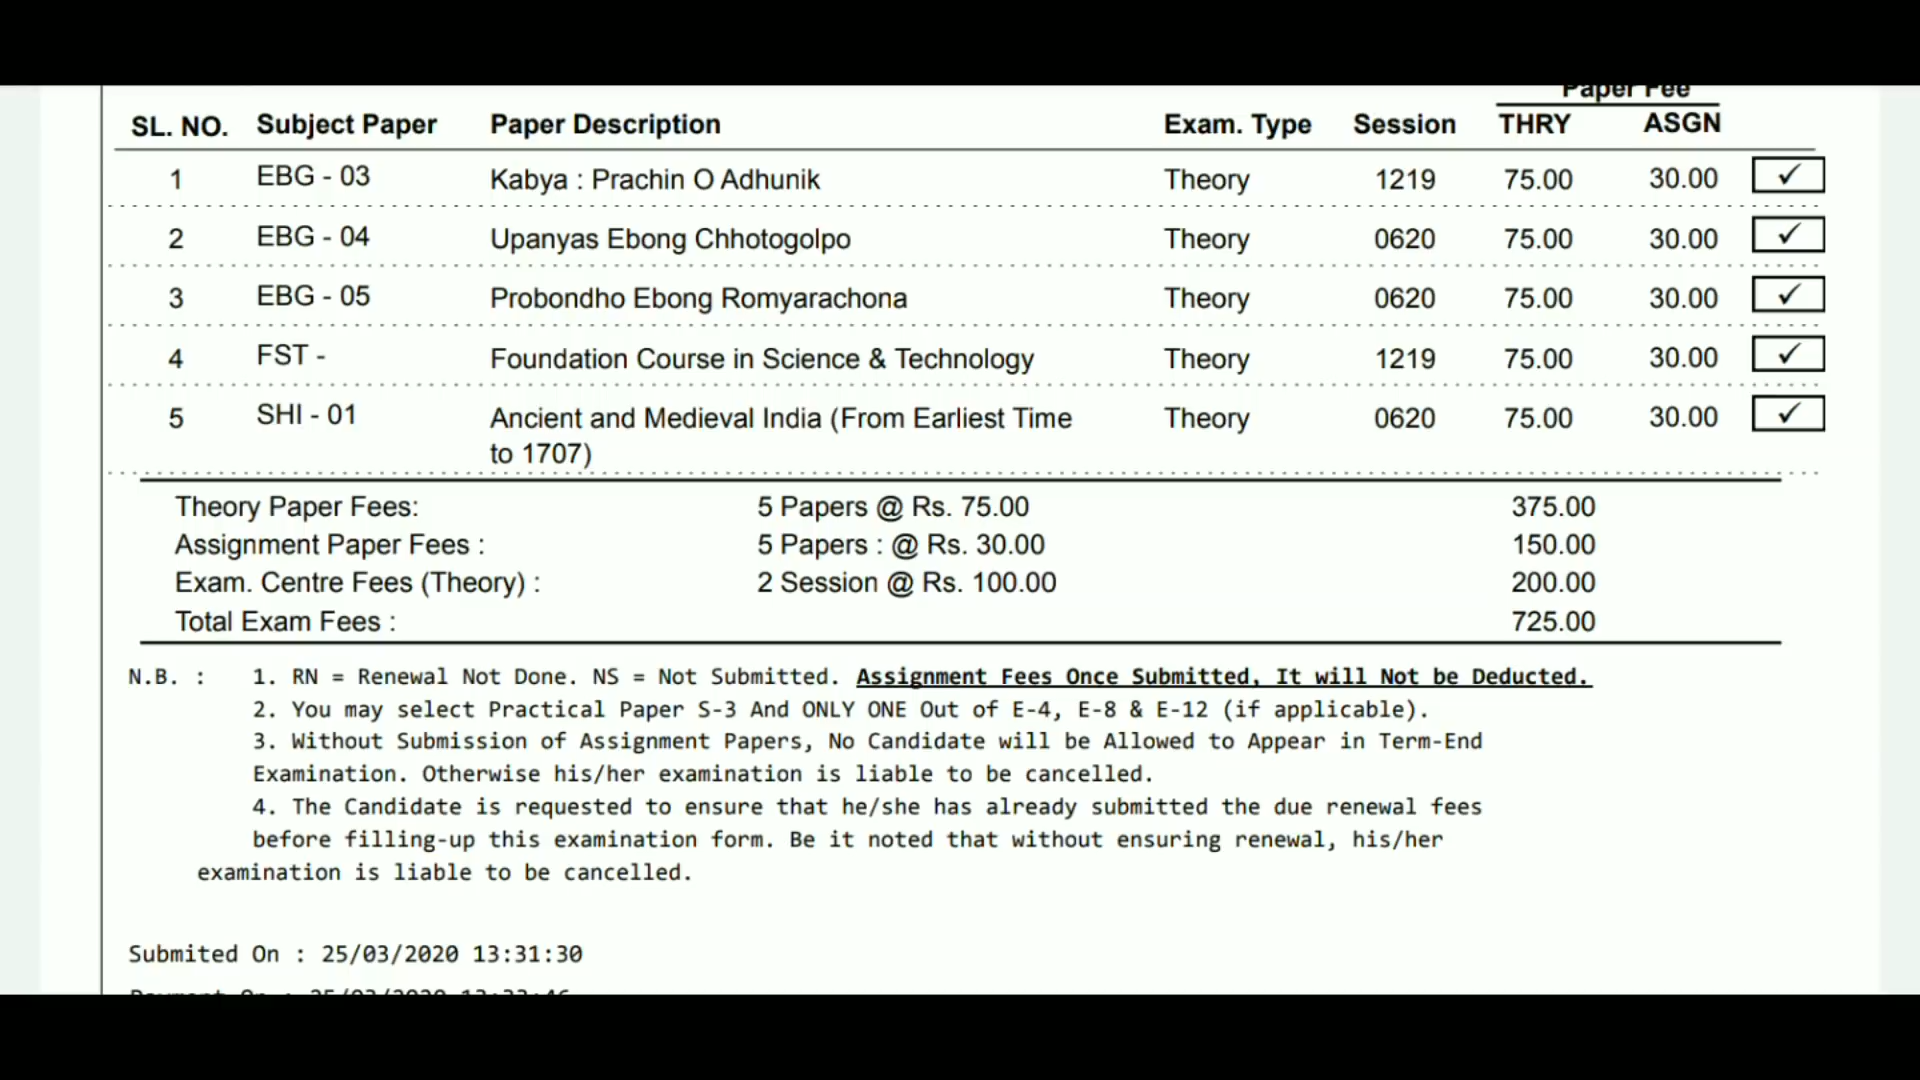 Paper Fee
SL. NO. Subject Paper Paper Description Exam. Type Session THRY ASGN
1 EBG - 03 Kabya : Prachin O Adhunik Theory 1219 75.00 30.00 ✓
2 EBG - 04 Upanyas Ebong Chhotogolpo Theory 0620 75.00 30.00 ✓
3 EBG - 05 Probondho Ebong Romyarachona Theory 0620 75.00 30.00 ✓
4 FST - Foundation Course in Science & Technology Theory 1219 75.00 30.00 ✓
5 SHI - 01 Ancient and Medieval India (From Earliest Time Theory 0620 75.00 30.00 ✓
to 1707)
Theory Paper Fees: 5 Papers @ Rs. 75.00 375.00
Assignment Paper Fees : 5 Papers : @ Rs. 30.00 150.00
Exam. Centre Fees (Theory) : 2 Session @ Rs. 100.00 200.00
Total Exam Fees : 725.00
N.B. : 1. RN = Renewal Not Done. NS = Not Submitted. Assignment Fees Once Submitted, It will Not be Deducted.
2. You may select Practical Paper S-3 And ONLY ONE Out of E-4, E-8 & E-12 (if applicable).
3. Without Submission of Assignment Papers, No Candidate will be Allowed to Appear in Term-End
Examination. Otherwise his/her examination is liable to be cancelled.
4. The Candidate is requested to ensure that he/she has already submitted the due renewal fees
before filling-up this examination form. Be it noted that without ensuring renewal, his/her
examination is liable to be cancelled.
Submited On : 25/03/2020 13:31:30
Payment On : 25/03/2020